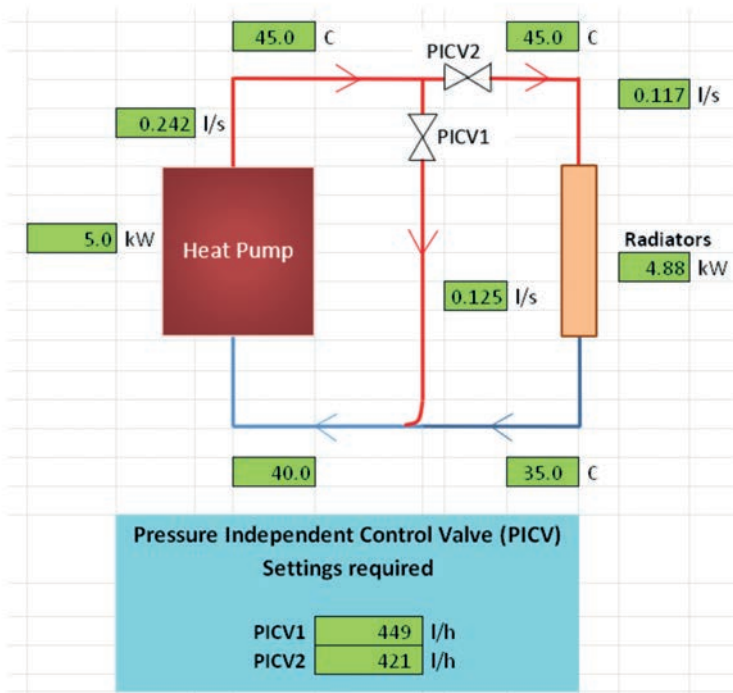 45.0 C
PICV2
45.0 C
0.117 l/s
0.242 l/s
PICV1
5.0 kW
Heat Pump
Radiators
4.88 kW
0.125 l/s
40.0
35.0 C
Pressure Independent Control Valve (PICV)
Settings required
PICV1 449 l/h
PICV2 421 l/h